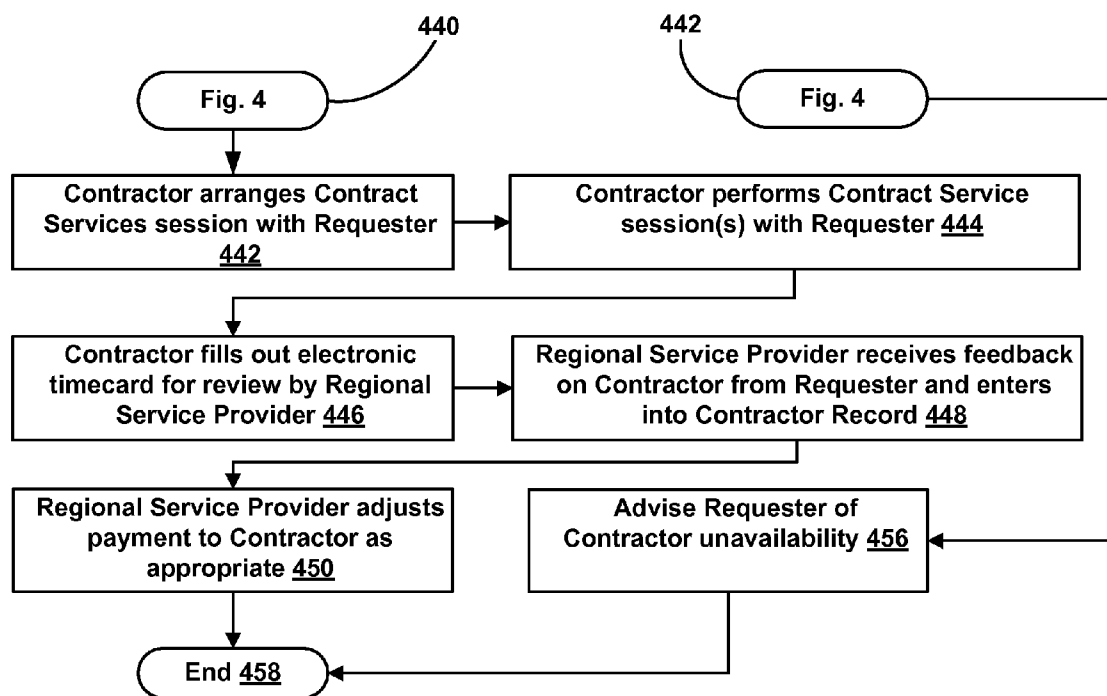 440
442
Fig. 4
Fig. 4
Contractor arranges Contract
Services session with Requester
442
Contractor performs Contract Service
session(s) with Requester 444
Contractor fills out electronic
timecard for review by Regional
Service Provider 446
Regional Service Provider receives feedback
on Contractor from Requester and enters
into Contractor Record 448
Regional Service Provider adjusts
payment to Contractor as
appropriate 450
Advise Requester of
Contractor unavailability 456
End 458